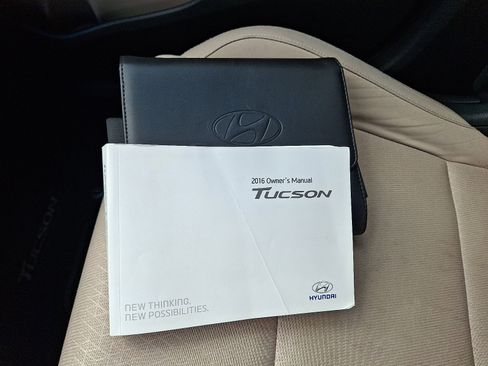 2016 Owner's Manual
TUCSON
HYUNDAI
NEW THINKING.
NEW POSSIBILITIES.
TUCSON